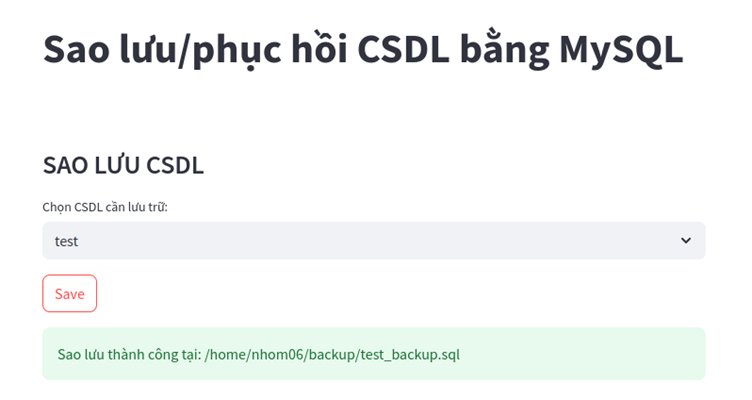 Sao lưu/phục hồi CSDL bằng MySQL
SAO LƯU CSDL
Chọn CSDL cần lưu trữ:
test
Save
Sao lưu thành công tại: /home/nhom06/backup/test_backup.sql